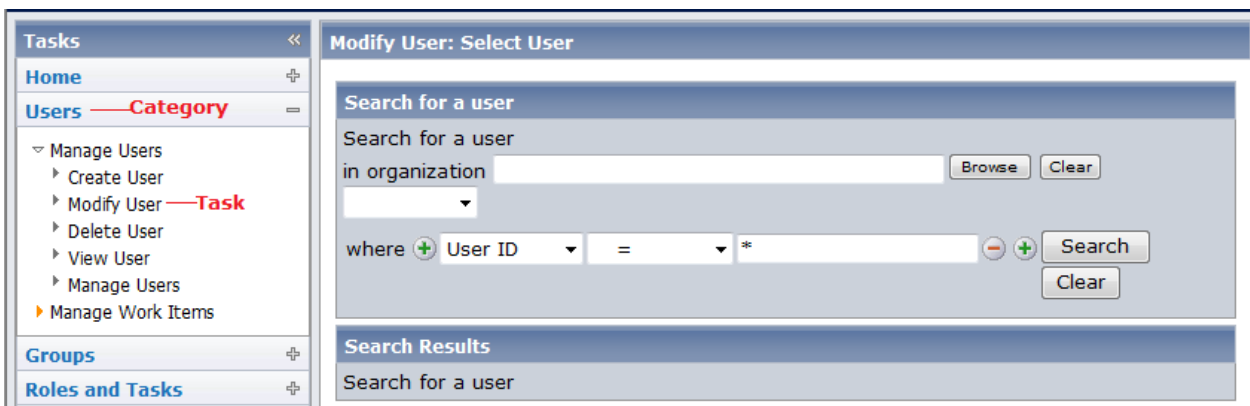 Tasks «
Home
Users Category
Manage Users
Create User
Modify User Task
Delete User
View User
Manage Users
Manage Work Items
Groups
Roles and Tasks
Modify User: Select User
Search for a user
Search for a user
in organization Browse Clear
where User ID = * Search
Clear
Search Results
Search for a user